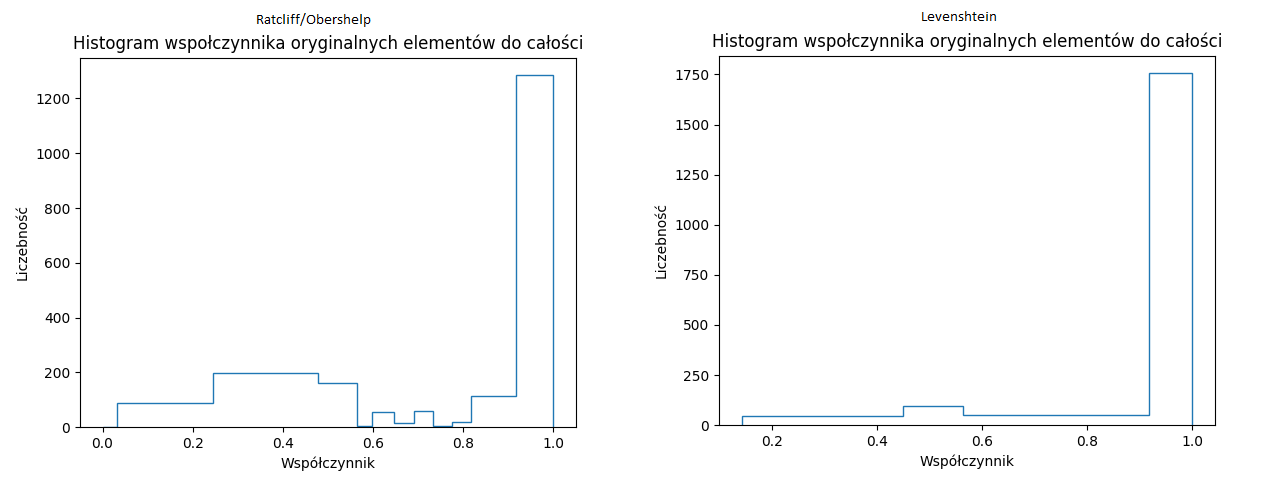 Ratcliff/Obershelp
Histogram wspołczynnika oryginalnych elementów do całości
1200
1000
800
600
400
200
0
Liczebność
0.0 0.2 0.4 0.6 0.8 1.0
Współczynnik
Levenshtein
Histogram wspołczynnika oryginalnych elementów do całości
1750
1500
1250
1000
750
500
250
0
Liczebność
0.2 0.4 0.6 0.8 1.0
Współczynnik